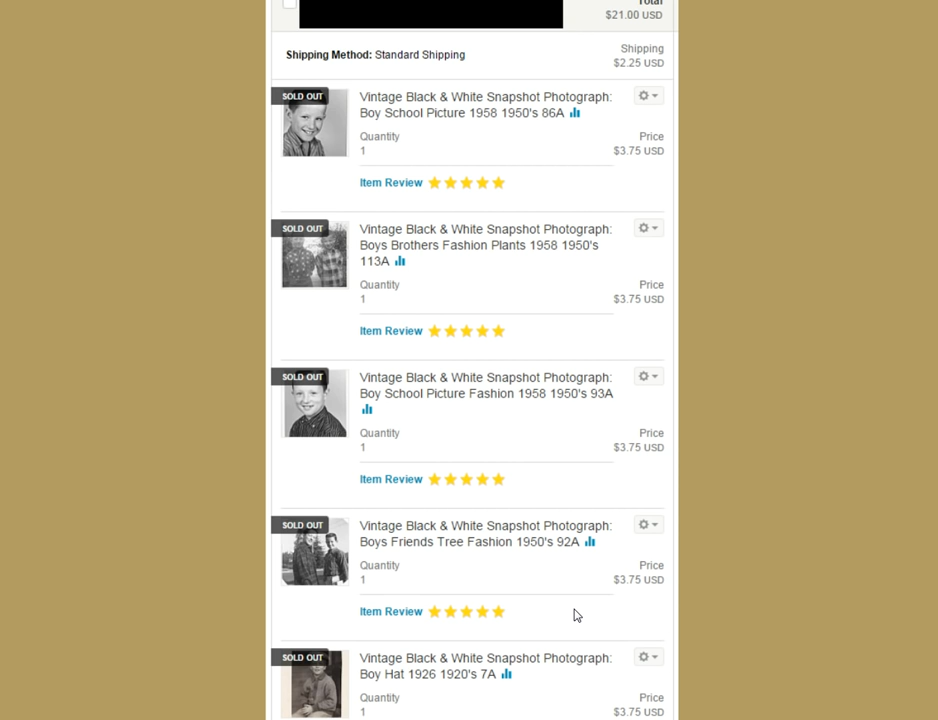 Total
$21.00 USD
Shipping Method: Standard Shipping
Shipping
$2.25 USD
SOLD OUT
Vintage Black & White Snapshot Photograph:
Boy School Picture 1958 1950's 86A
Quantity
Price
1
$3.75 USD
Item Review
SOLD OUT
Vintage Black & White Snapshot Photograph:
Boys Brothers Fashion Plants 1958 1950's
113A
Quantity
Price
1
$3.75 USD
Item Review
SOLD OUT
Vintage Black & White Snapshot Photograph:
Boy School Picture Fashion 1958 1950's 93A
Quantity
Price
1
$3.75 USD
Item Review
SOLD OUT
Vintage Black & White Snapshot Photograph:
Boys Friends Tree Fashion 1950's 92A
Quantity
Price
1
$3.75 USD
Item Review
SOLD OUT
Vintage Black & White Snapshot Photograph:
Boy Hat 1926 1920's 7A
Quantity
Price
1
$3.75 USD